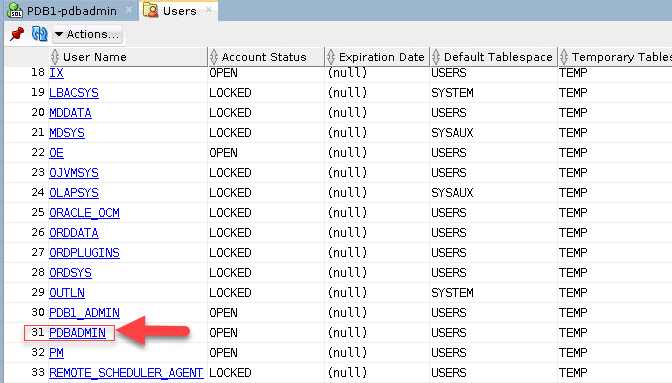 PDB1-pdbadmin × Users ×
Actions...
User Name Account Status Expiration Date Default Tablespace Temporary Tables
18 IX OPEN (null) USERS TEMP
19 LBACSYS LOCKED (null) SYSTEM TEMP
20 MDDATA LOCKED (null) USERS TEMP
21 MDSYS LOCKED (null) SYSAUX TEMP
22 OE OPEN (null) USERS TEMP
23 OJVMSYS LOCKED (null) USERS TEMP
24 OLAPSYS LOCKED (null) SYSAUX TEMP
25 ORACLE_OCM LOCKED (null) USERS TEMP
26 ORDDATA LOCKED (null) USERS TEMP
27 ORDPLUGINS LOCKED (null) USERS TEMP
28 ORDSYS LOCKED (null) USERS TEMP
29 OUTLN LOCKED (null) SYSTEM TEMP
30 PDB1_ADMIN OPEN (null) USERS TEMP
31 PDBADMIN OPEN (null) USERS TEMP
32 PM OPEN (null) USERS TEMP
33 REMOTE_SCHEDULER_AGENT LOCKED (null) USERS TEMP